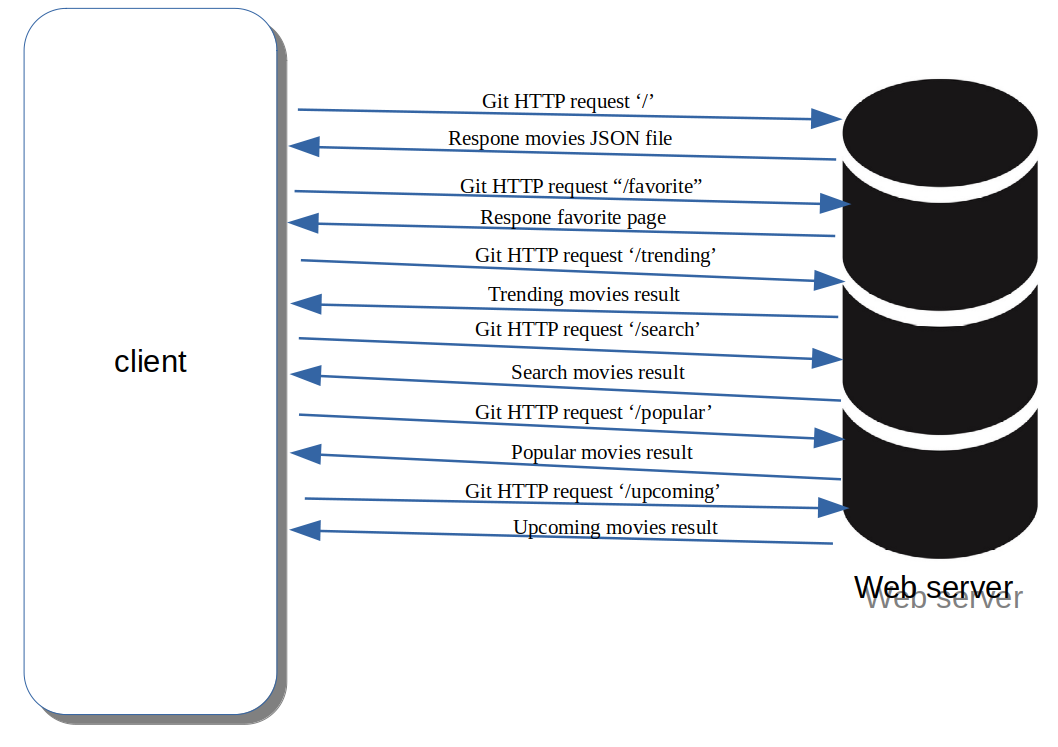 Git HTTP request ‘/’
Respone movies JSON file
Git HTTP request “/favorite”
Respone favorite page
Git HTTP request ‘/trending’
Trending movies result
Git HTTP request ‘/search’
client
Search movies result
Git HTTP request ‘/popular’
Popular movies result
Git HTTP request ‘/upcoming’
Upcoming movies result
Web server